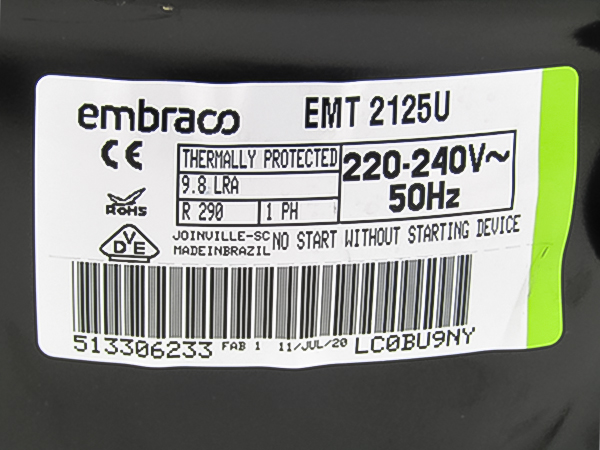 embraco EMT 2125U
CE
THERMALLY PROTECTED
9.8 LRA
R 290 1 PH
220-240V~
50Hz
RoHS
VDE
JOINVILLE-SC
MADEINBRAZIL
NO START WITHOUT STARTING DEVICE
513306233 FAB 1 11/JUL/20 LC0BU9NY